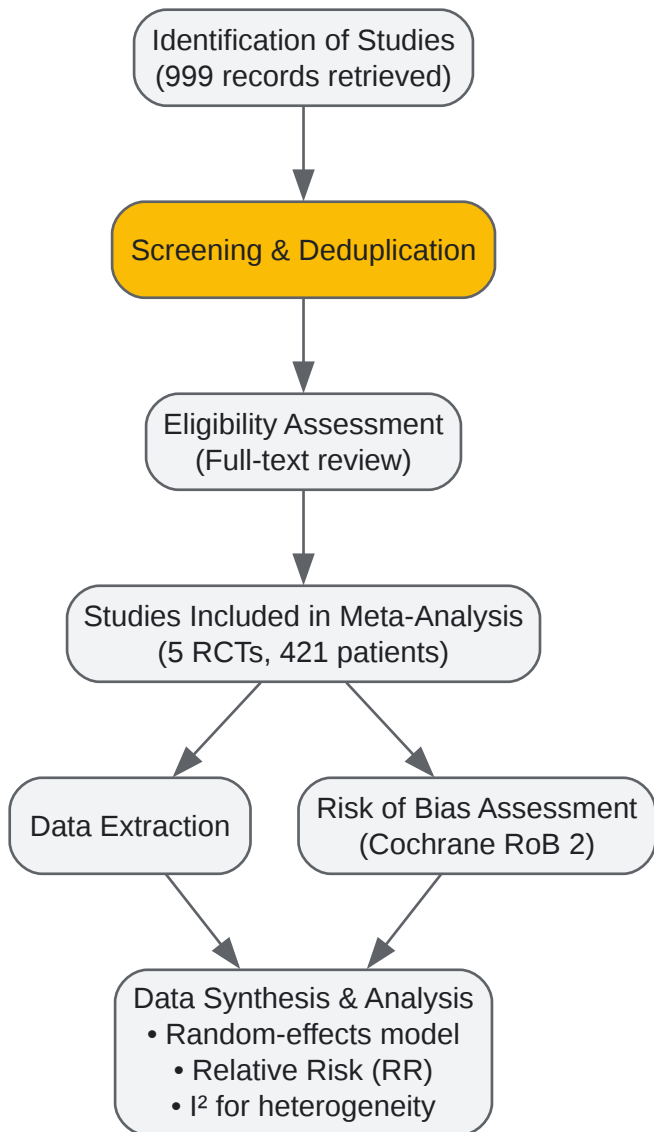 Identification of Studies
(999 records retrieved)
Screening & Deduplication
Eligibility Assessment
(Full-text review)
Studies Included in Meta-Analysis
(5 RCTs, 421 patients)
Data Extraction
Risk of Bias Assessment
(Cochrane RoB 2)
Data Synthesis & Analysis
• Random-effects model
• Relative Risk (RR)
• I² for heterogeneity